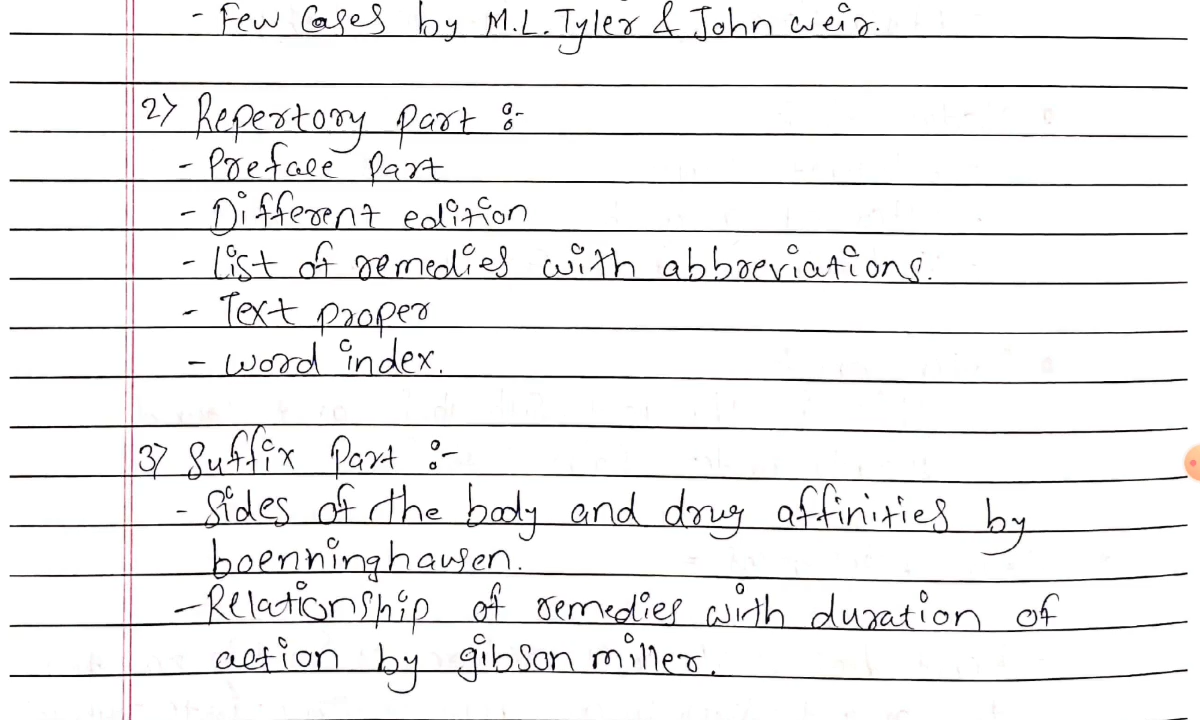 - Few Cases by M.L. Tyler & John weir.
2> Repertory Part :-
- Preface Part
- Different edition
- List of remedies with abbreviations.
- Text proper
- word index.
3> Suffix Part :-
- Sides of the body and drug affinities by
boenninghausen.
- Relationship of remedies with duration of
action by gibson miller.